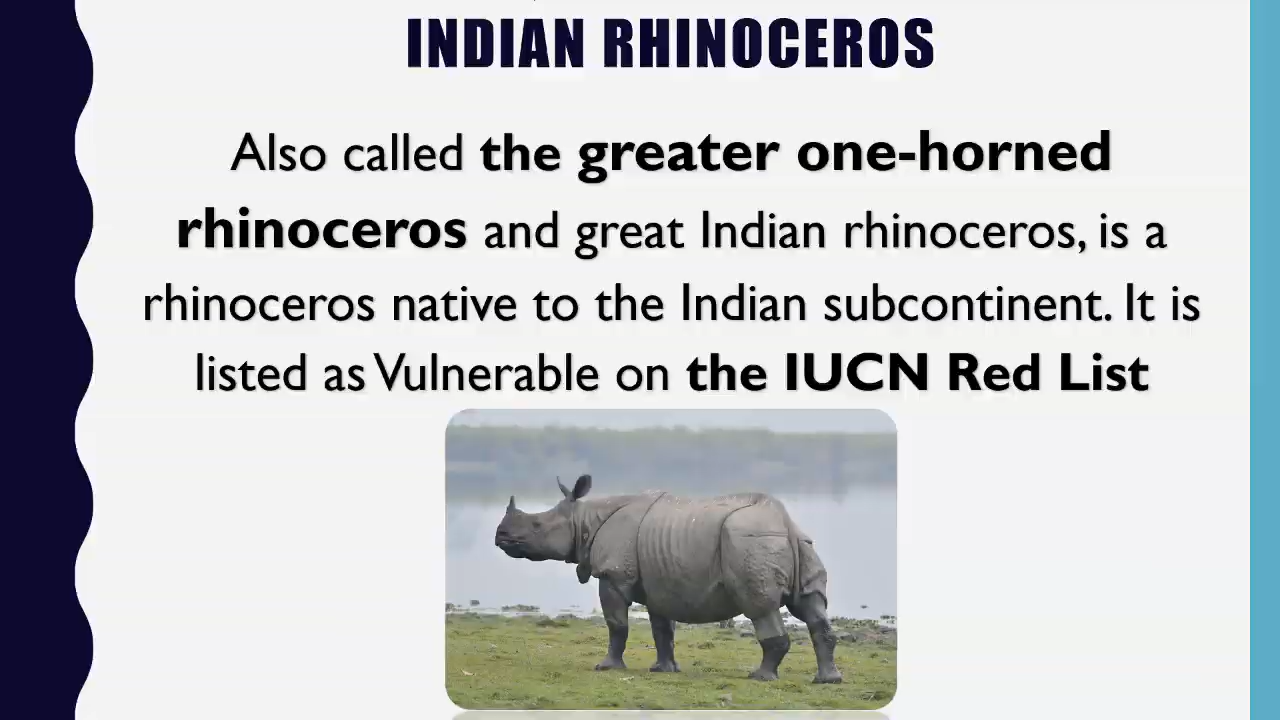 INDIAN RHINOCEROS
Also called the greater one-horned
rhinoceros and great Indian rhinoceros, is a
rhinoceros native to the Indian subcontinent. It is
listed as Vulnerable on the IUCN Red List